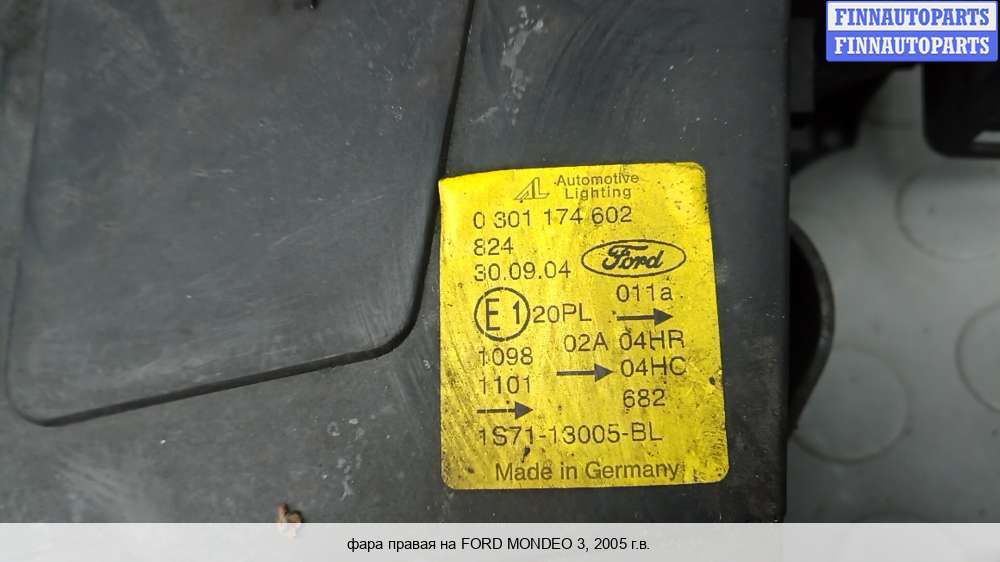 FINNAUTOPARTS
FINNAUTOPARTS
AL Automotive
Lighting
0 301 174 602
824
30.09.04 Ford
011a
E1 20PL →
1098 02A 04HR
1101 → 04HC
→ 682
1S71-13005-BL
Made in Germany
фара правая на FORD MONDEO 3, 2005 г.в.